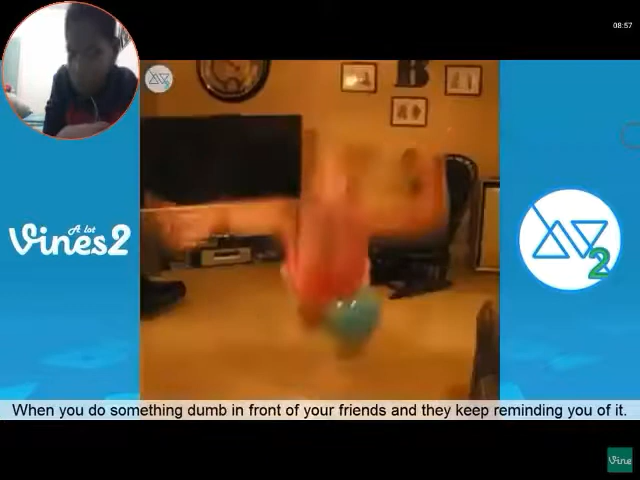 08:57
B
A lot
Vines2
2
When you do something dumb in front of your friends and they keep reminding you of it.
Vine